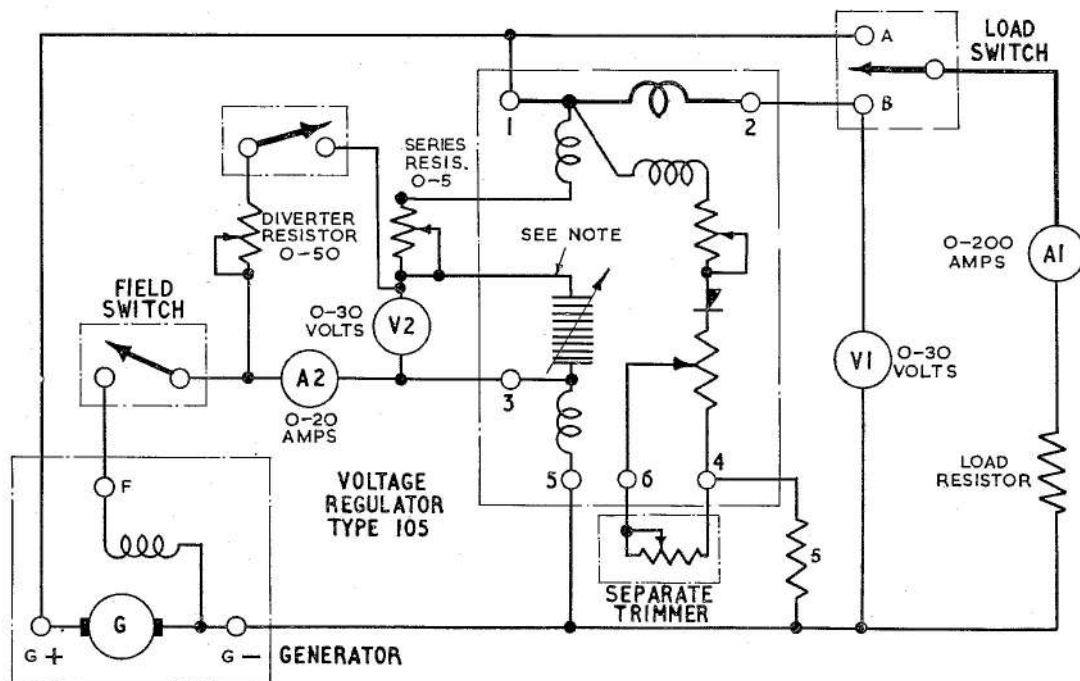 A
LOAD
SWITCH
B
1
2
SERIES
RESIS.
0-5
DIVERTER
RESISTOR
0-50
SEE NOTE
0-200
AMPS
A1
FIELD
SWITCH
0-30
VOLTS
V2
V1
0-30
VOLTS
A2
3
0-20
AMPS
VOLTAGE
REGULATOR
TYPE 105
5
6
4
LOAD
RESISTOR
F
5
SEPARATE
TRIMMER
G
G +
G -
GENERATOR